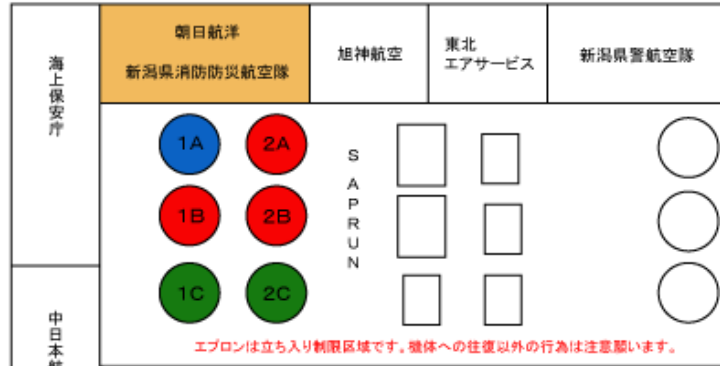 朝日航洋
新潟県消防防災航空隊
旭神航空
東北
エアサービス
新潟県警航空隊
海上保安庁
1A
2A
1B
2B
1C
2C
S APRUN
エプロンは立ち入り制限区域です。機体への往復以外の行為は注意願います。
中日本航